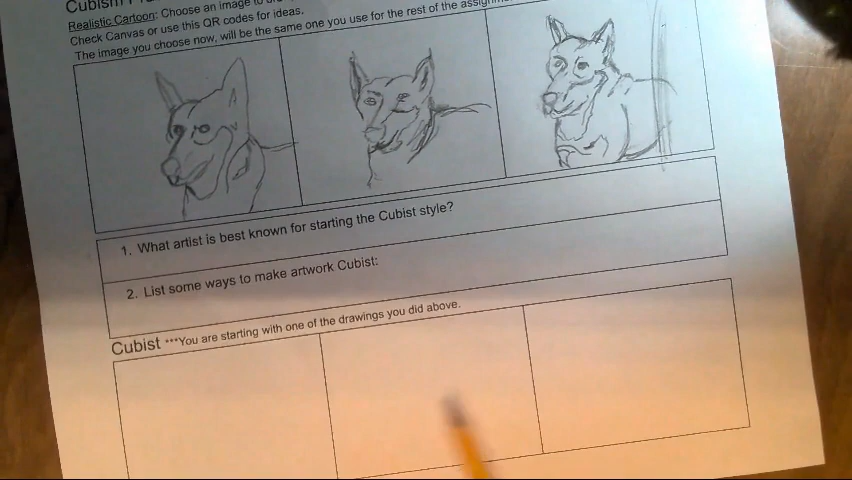 Cubism
Realistic Cartoon: Choose an image to
Check Canvas or use this QR codes for ideas.
The image you choose now, will be the same one you use for the rest of the
1. What artist is best known for starting the Cubist style?
2. List some ways to make artwork Cubist:
Cubist ***You are starting with one of the drawings you did above.